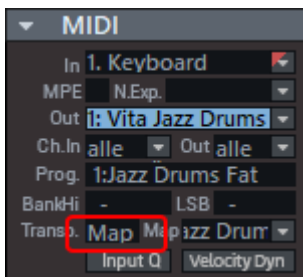 MIDI
In 1. Keyboard
MPE N.Exp.
Out 1: Vita Jazz Drums
Ch.In alle Out alle
Prog. 1:Jazz Drums Fat
BankHi - LSB -
Transp. Map Map azz Drum
Input Q Velocity Dyn